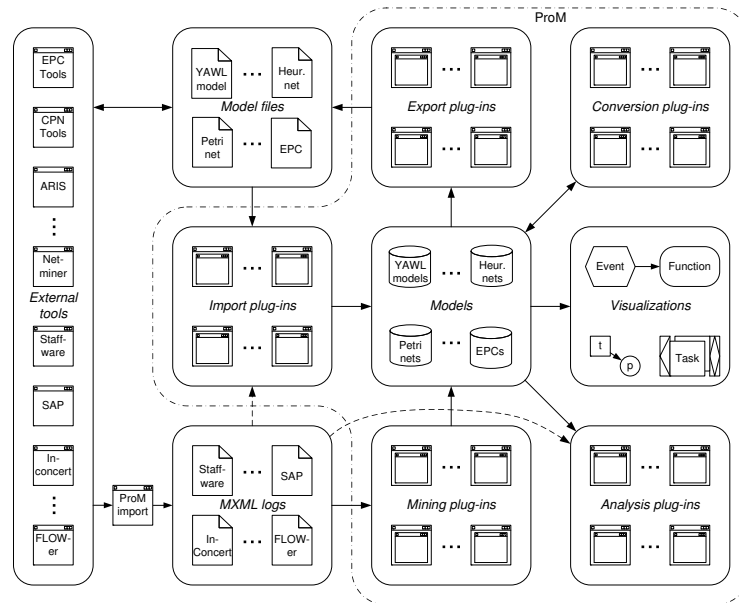 ProM
EPC
Tools
CPN
Tools
ARIS
Net-
miner
External
tools
Staff-
ware
SAP
In-
concert
FLOW-
er
ProM
import
YAWL
model
Heur.
net
Model files
Petri
net
EPC
Export plug-ins
Conversion plug-ins
Import plug-ins
YAWL
models
Heur.
nets
Models
Petri
nets
EPCs
Event
Function
Visualizations
t
p
Task
Staff-
ware
SAP
MXML logs
In-
Concert
FLOW-
er
Mining plug-ins
Analysis plug-ins